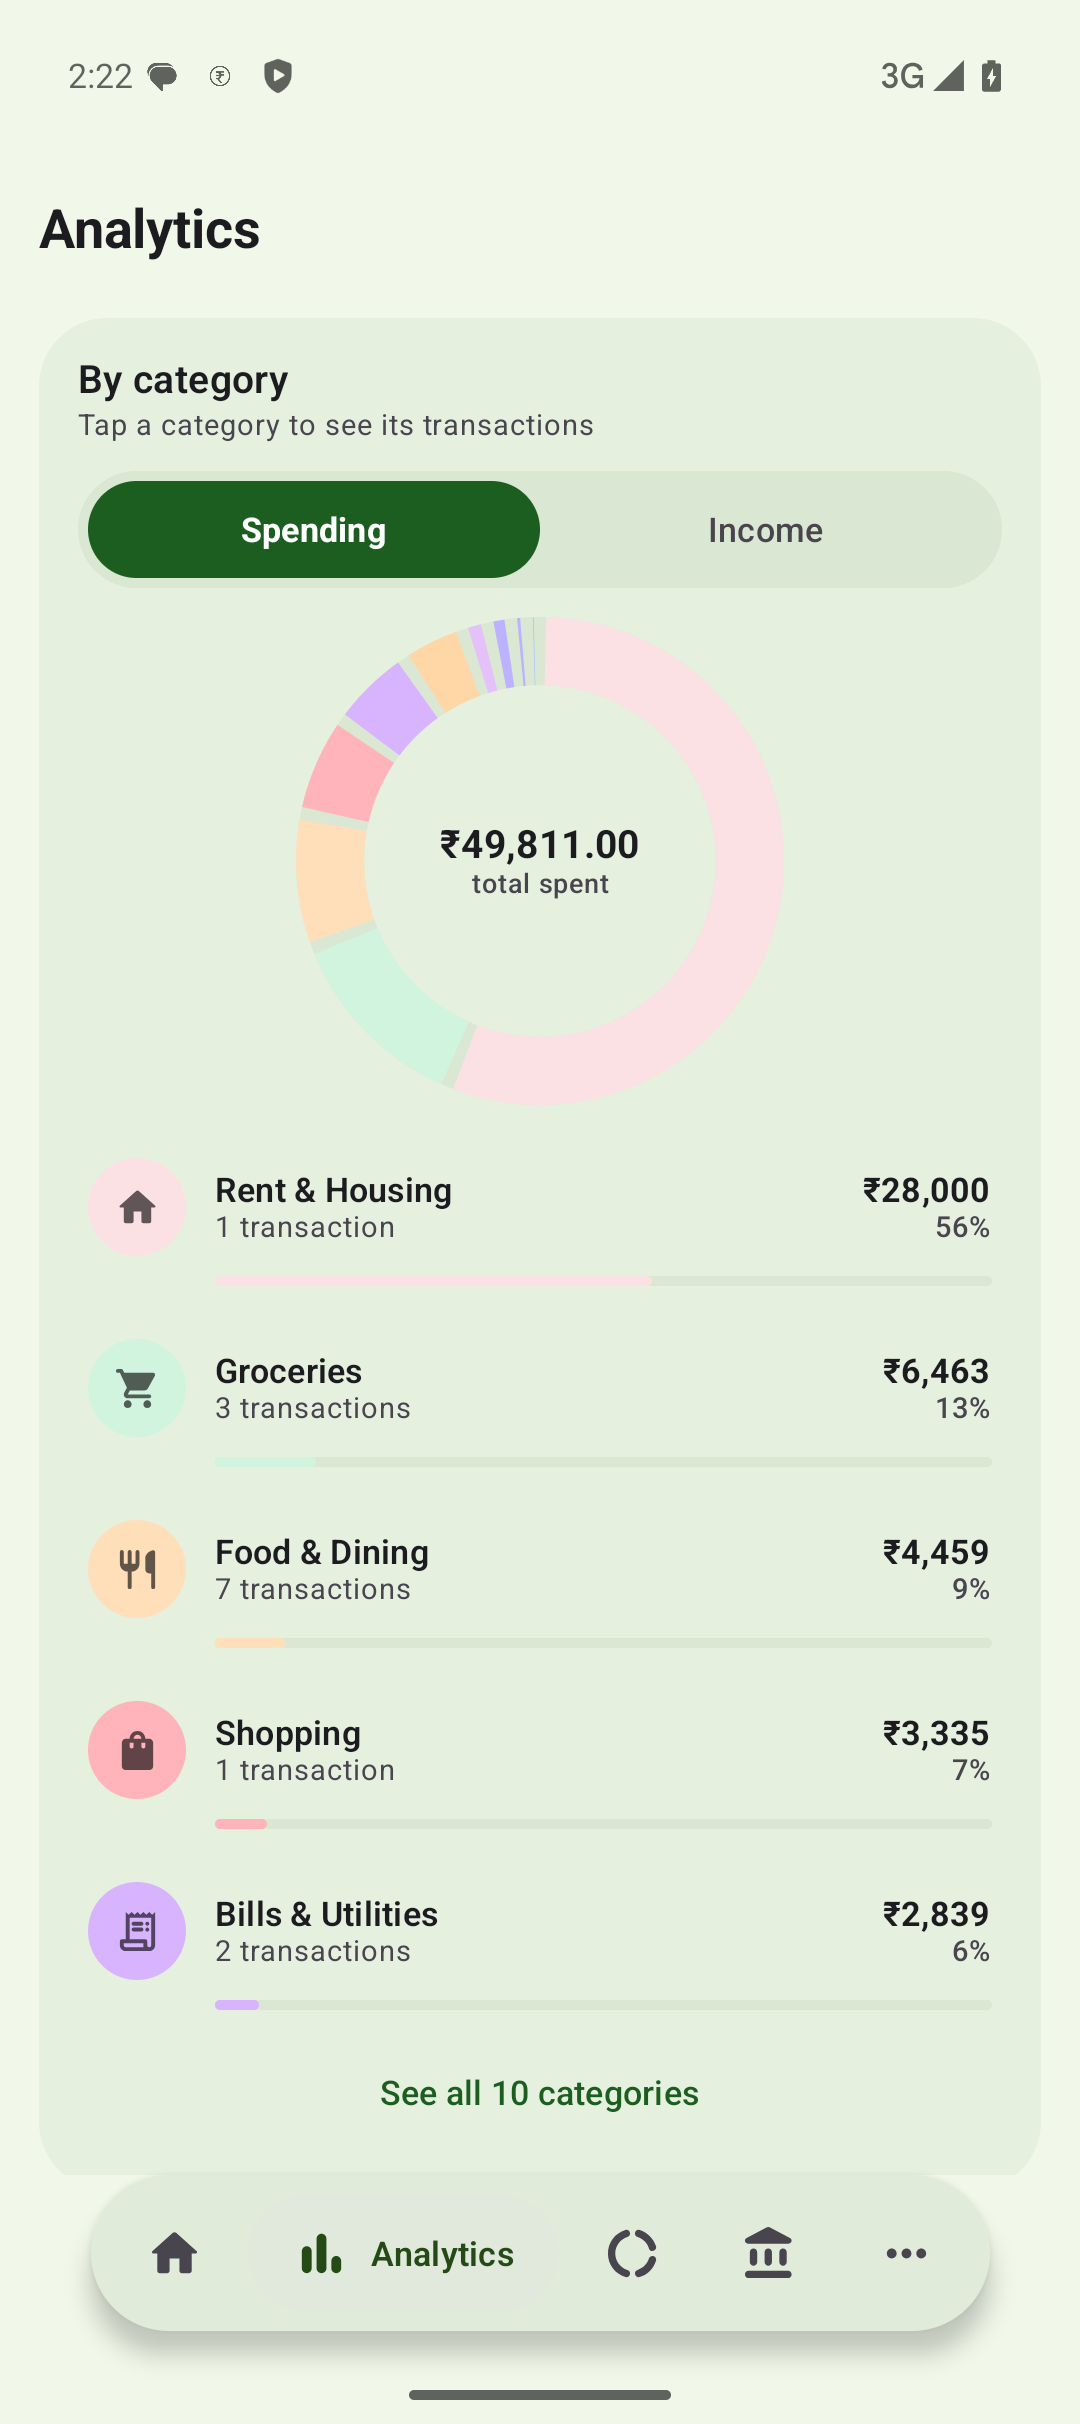 2:22
₹
3G
Analytics
By category
Tap a category to see its transactions
Spending
Income
₹49,811.00
total spent
Rent & Housing
₹28,000
1 transaction
56%
Groceries
₹6,463
3 transactions
13%
Food & Dining
₹4,459
7 transactions
9%
Shopping
₹3,335
1 transaction
7%
Bills & Utilities
₹2,839
2 transactions
6%
See all 10 categories
Analytics